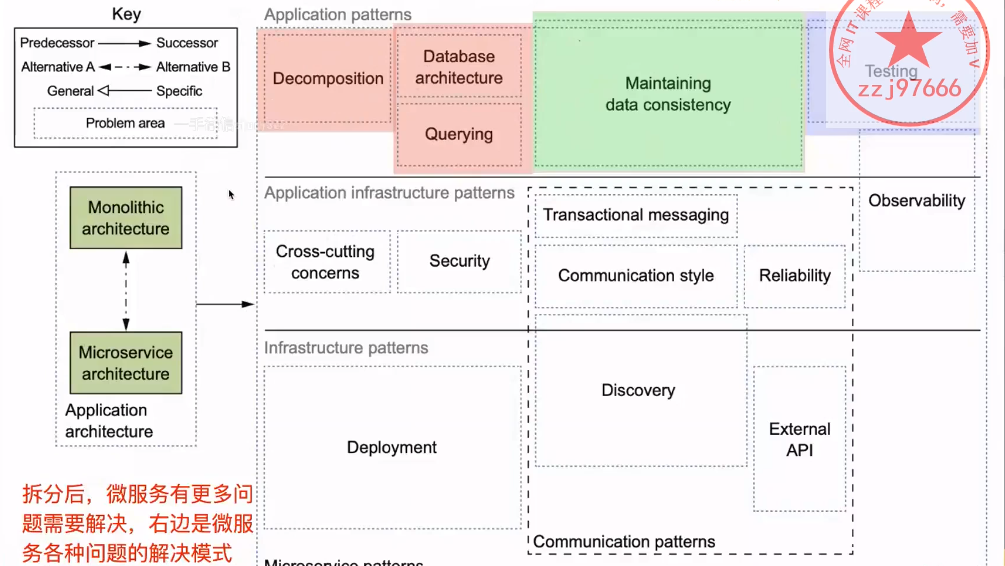 Key
Predecessor
Successor
Alternative A
Alternative B
General
Specific
Problem area
Monolithic
architecture
Microservice
architecture
Application
architecture
拆分后，微服务有更多问
题需要解决，右边是微服
务各种问题的解决模式
Application patterns
Decomposition
Database
architecture
Querying
Maintaining
data consistency
Testing
全网IT课程
需要加V
zzj97666
Application infrastructure patterns
Cross-cutting
concerns
Security
Transactional messaging
Communication style
Reliability
Observability
Infrastructure patterns
Deployment
Discovery
External
API
Communication patterns
Microservice patterns